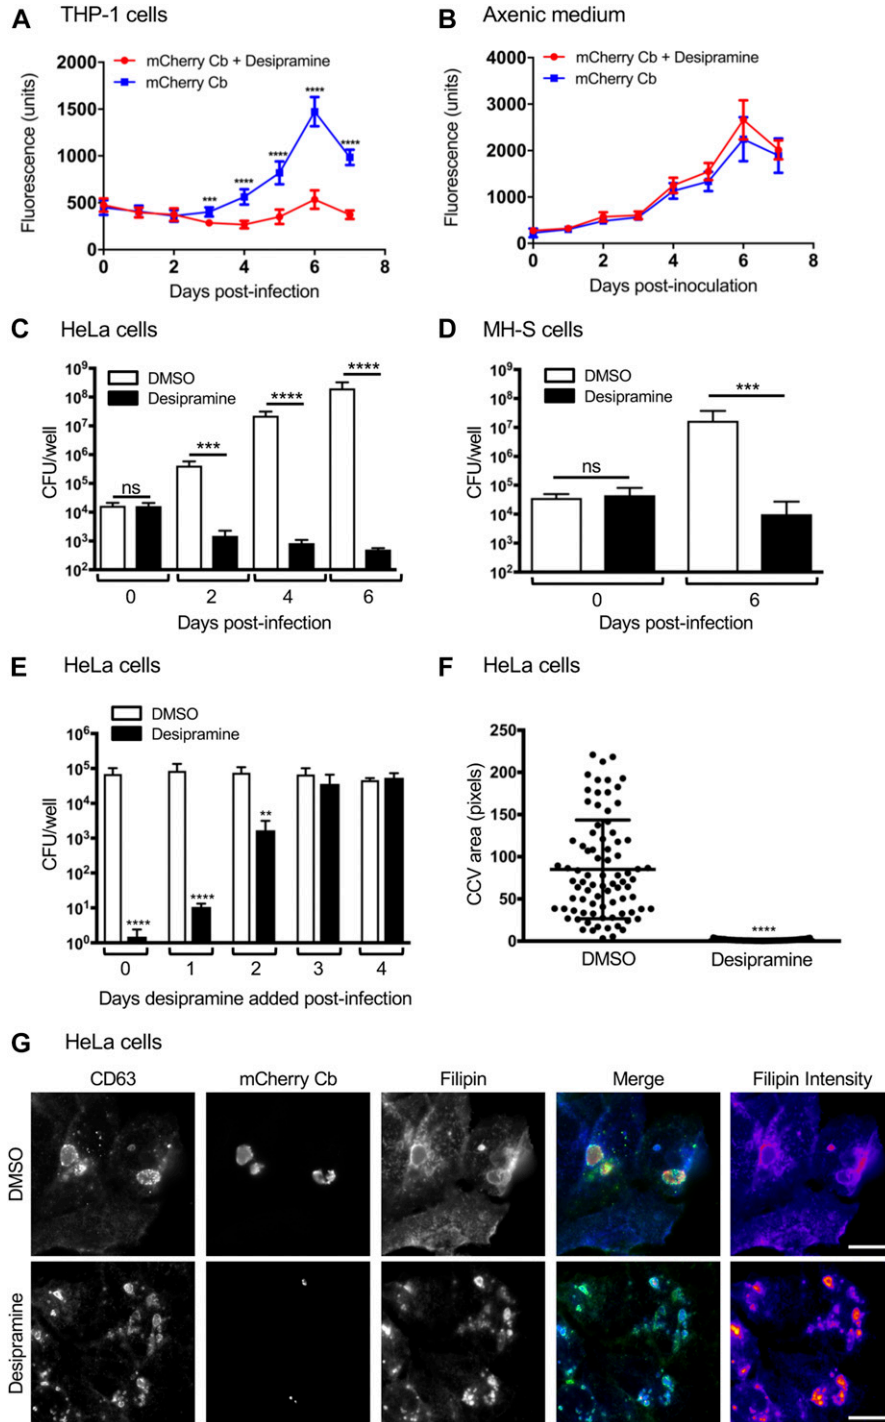 A THP-1 cells
Fluorescence (units)
2000
1500
1000
500
0
mCherry Cb + Desipramine
mCherry Cb
***
****
****
****
****
0 2 4 6 8
Days post-infection
B Axenic medium
Fluorescence (units)
4000
3000
2000
1000
0
mCherry Cb + Desipramine
mCherry Cb
0 2 4 6 8
Days post-inoculation
C HeLa cells
CFU/well
10⁹
10⁸
10⁷
10⁶
10⁵
10⁴
10³
10²
DMSO
Desipramine
ns
***
****
****
0 2 4 6
Days post-infection
D MH-S cells
CFU/well
10⁹
10⁸
10⁷
10⁶
10⁵
10⁴
10³
10²
DMSO
Desipramine
ns
***
0 6
Days post-infection
E HeLa cells
CFU/well
10⁶
10⁵
10⁴
10³
10²
10¹
10⁰
DMSO
Desipramine
****
****
**
0 1 2 3 4
Days desipramine added post-infection
F HeLa cells
CCV area (pixels)
250
200
150
100
50
0
****
DMSO Desipramine
G HeLa cells
CD63 mCherry Cb Filipin Merge Filipin Intensity
DMSO
Desipramine